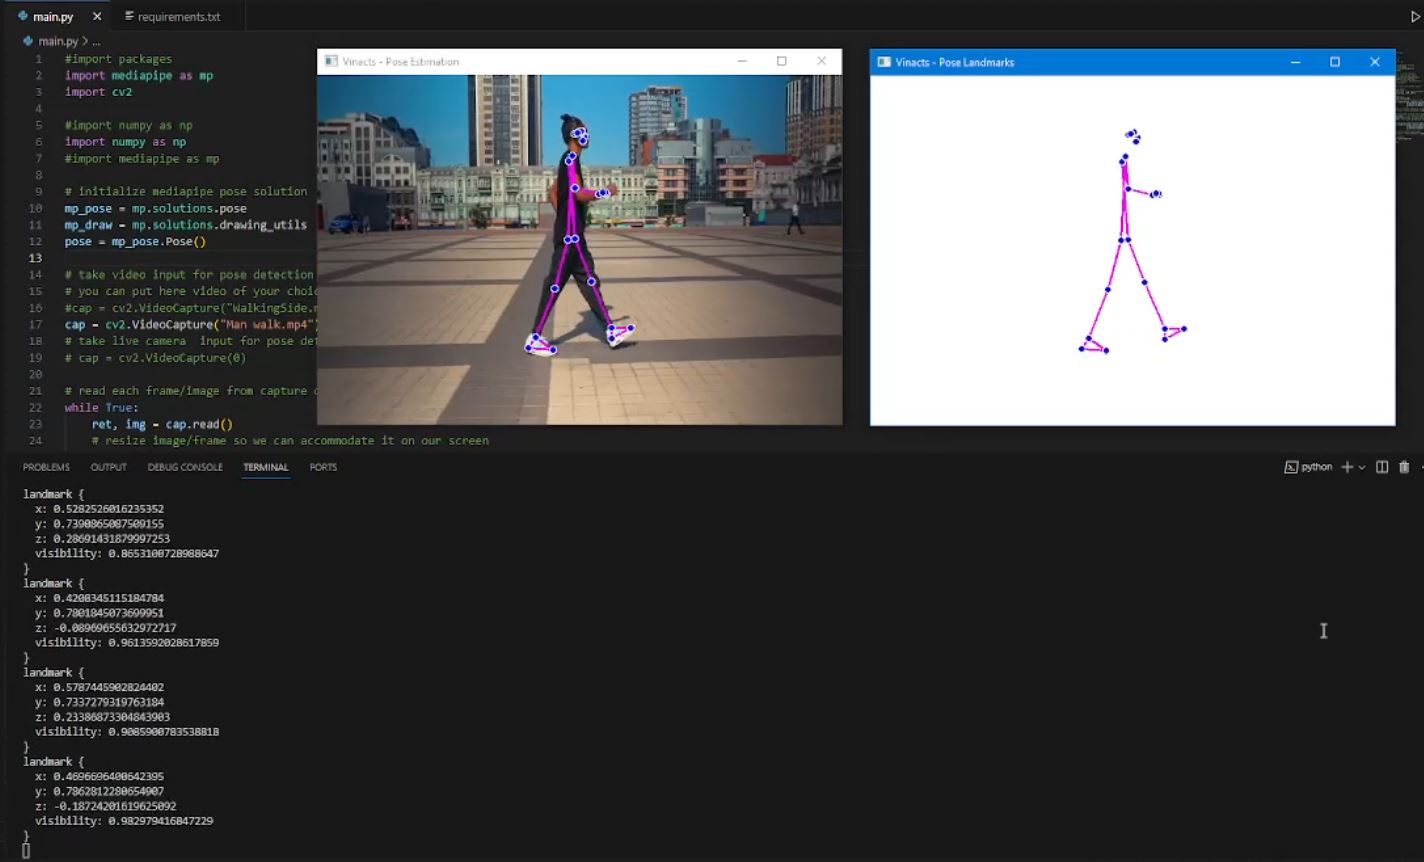 main.py
requirements.txt
main.py > ...
1 #import packages
2 import mediapipe as mp
3 import cv2
4
5 #import numpy as np
6 import numpy as np
7 #import mediapipe as mp
8
9 # initialize mediapipe pose solution
10 mp_pose = mp.solutions.pose
11 mp_draw = mp.solutions.drawing_utils
12 pose = mp_pose.Pose()
13
14 # take video input for pose detection
15 # you can put here video of your
16 #cap = cv2.VideoCapture("WalkingSide.
17 cap = cv2.VideoCapture("Man walk.mp4")
18 # take live camera input for pose
19 # cap = cv2.VideoCapture(0)
20
21 # read each frame/image from capture
22 while True:
23 ret, img = cap.read()
24 # resize image/frame so we can accommodate it on our screen
Vinacts - Pose Estimation
Vinacts - Pose Landmarks
PROBLEMS OUTPUT DEBUG CONSOLE TERMINAL PORTS
python
landmark {
x: 0.5282526016235352
y: 0.7390865087509155
z: 0.28691431879997253
visibility: 0.8653100728988647
}
landmark {
x: 0.4208345115184784
y: 0.7801845073699951
z: -0.08969655632972717
visibility: 0.9613592028617859
}
landmark {
x: 0.5787445902824402
y: 0.7337279319763184
z: 0.23386873304843903
visibility: 0.9085900783538818
}
landmark {
x: 0.4696696400642395
y: 0.7862812280654907
z: -0.18724201619625092
visibility: 0.982979416847229
}